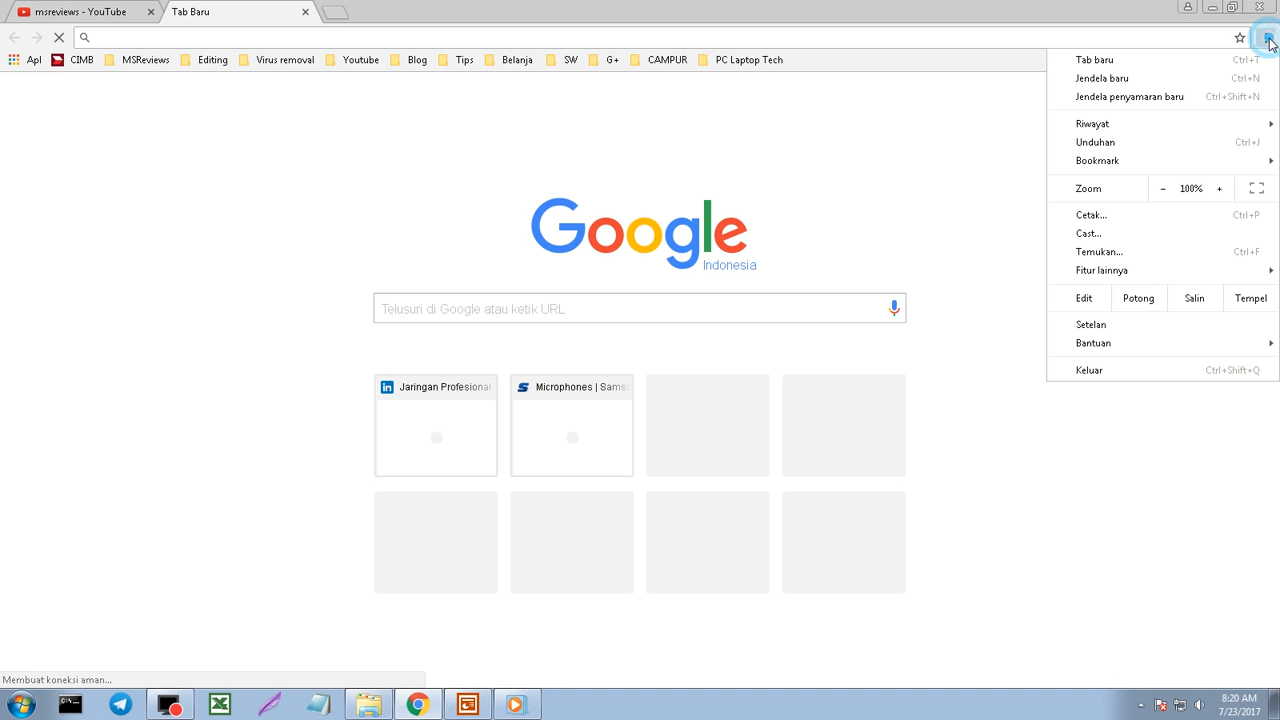 msreviews - YouTube
Tab Baru
Apl
CIMB
MSReviews
Editing
Virus removal
Youtube
Blog
Tips
Belanja
SW
G+
CAMPUR
PC Laptop Tech
Tab baru Ctrl+T
Jendela baru Ctrl+N
Jendela penyamaran baru Ctrl+Shift+N
Riwayat
Unduhan Ctrl+J
Bookmark
Zoom − 100% +
Cetak... Ctrl+P
Cast...
Temukan... Ctrl+F
Fitur lainnya
Edit Potong Salin Tempel
Setelan
Bantuan
Keluar Ctrl+Shift+Q
Google
Indonesia
Telusuri di Google atau ketik URL
Jaringan Profesional
Microphones | Samso
Membuat koneksi aman...
8:20 AM
7/23/2017